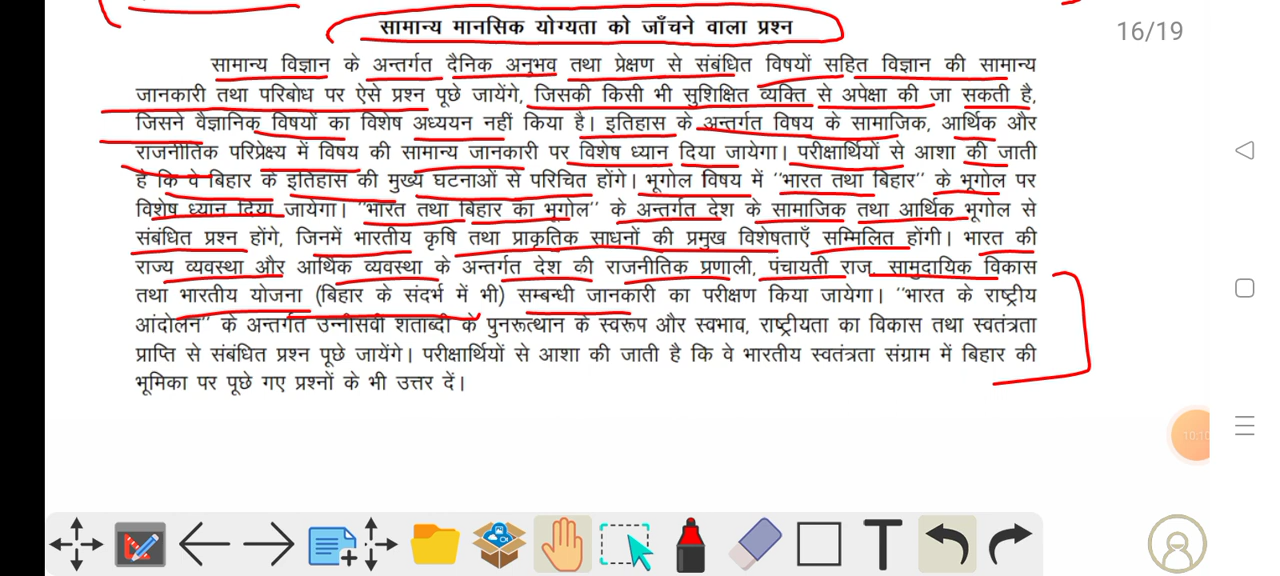 सामान्य मानसिक योग्यता को जाँचने वाला प्रश्न
16/19
सामान्य विज्ञान के अन्तर्गत दैनिक अनुभव तथा प्रेक्षण से संबंधित विषयों सहित विज्ञान की सामान्य
जानकारी तथा परिबोध पर ऐसे प्रश्न पूछे जायेंगे, जिसकी किसी भी सुशिक्षित व्यक्ति से अपेक्षा की जा सकती है,
जिसने वैज्ञानिक विषयों का विशेष अध्ययन नहीं किया है। इतिहास के अन्तर्गत विषय के सामाजिक, आर्थिक और
राजनीतिक परिप्रेक्ष्य में विषय की सामान्य जानकारी पर विशेष ध्यान दिया जायेगा। परीक्षार्थियों से आशा की जाती
है कि वे बिहार के इतिहास की मुख्य घटनाओं से परिचित होंगे। भूगोल विषय में "भारत तथा बिहार" के भूगोल पर
विशेष ध्यान दिया जायेगा। "भारत तथा बिहार का भूगोल" के अन्तर्गत देश के सामाजिक तथा आर्थिक भूगोल से
संबंधित प्रश्न होंगे, जिनमें भारतीय कृषि तथा प्राकृतिक साधनों की प्रमुख विशेषताएँ सम्मिलित होंगी। भारत की
राज्य व्यवस्था और आर्थिक व्यवस्था के अन्तर्गत देश की राजनीतिक प्रणाली, पंचायती राज, सामुदायिक विकास
तथा भारतीय योजना (बिहार के संदर्भ में भी) सम्बन्धी जानकारी का परीक्षण किया जायेगा। "भारत के राष्ट्रीय
आंदोलन" के अन्तर्गत उन्नीसवी शताब्दी के पुनरूत्थान के स्वरूप और स्वभाव, राष्ट्रीयता का विकास तथा स्वतंत्रता
प्राप्ति से संबंधित प्रश्न पूछे जायेंगे। परीक्षार्थियों से आशा की जाती है कि वे भारतीय स्वतंत्रता संग्राम में बिहार की
भूमिका पर पूछे गए प्रश्नों के भी उत्तर दें।
T